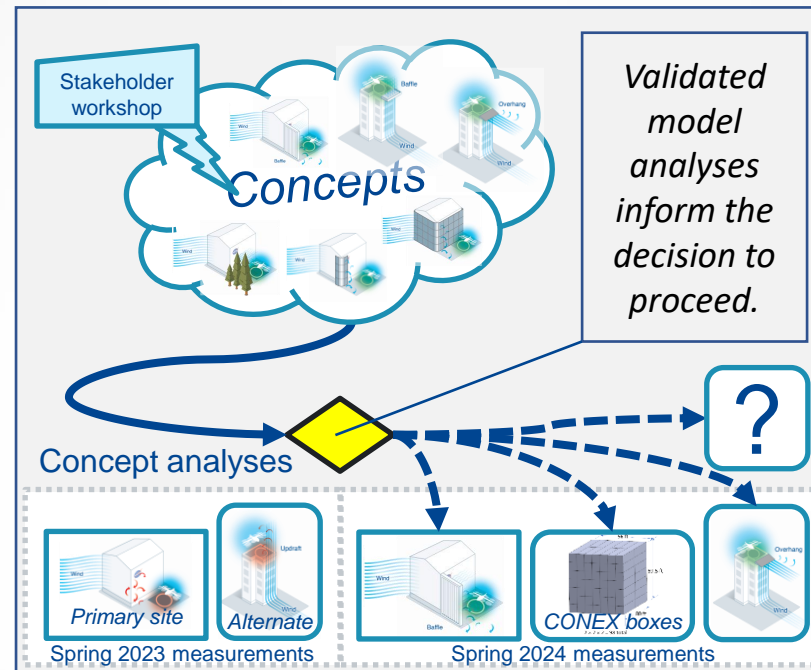 Stakeholder
workshop
Baffle
Overhang
Wind
Baffle
Wind
Wind
Concepts
Wind
Wind
Wind
Validated
model
analyses
inform the
decision to
proceed.
?
Concept analyses
Wind
Primary site
Updraft
Wind
Alternate
Spring 2023 measurements
Wind
Baffle
CONEX boxes
Overhang
Wind
Spring 2024 measurements